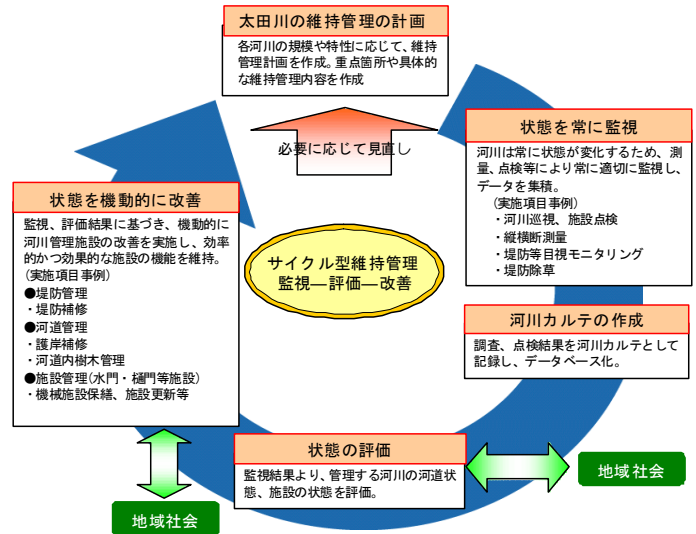 太田川の維持管理の計画
各河川の規模や特性に応じて、維持
管理計画を作成。重点箇所や具体的
な維持管理内容を作成
必要に応じて見直し
状態を常に監視
河川は常に状態が変化するため、測
量、点検等により常に適切に監視し、
データを集積。
(実施項目事例)
・河川巡視、施設点検
・縦横断測量
・堤防等目視モニタリング
・堤防除草
河川カルテの作成
調査、点検結果を河川カルテとして
記録し、データベース化。
状態の評価
監視結果より、管理する河川の河道状
態、施設の状態を評価。
地域社会
状態を機動的に改善
監視、評価結果に基づき、機動的に
河川管理施設の改善を実施し、効率
的かつ効果的な施設の機能を維持。
(実施項目事例)
●堤防管理
・堤防補修
●河道管理
・護岸補修
・河道内樹木管理
●施設管理(水門・樋門等施設)
・機械施設保繕、施設更新等
地域社会
サイクル型維持管理
監視―評価―改善